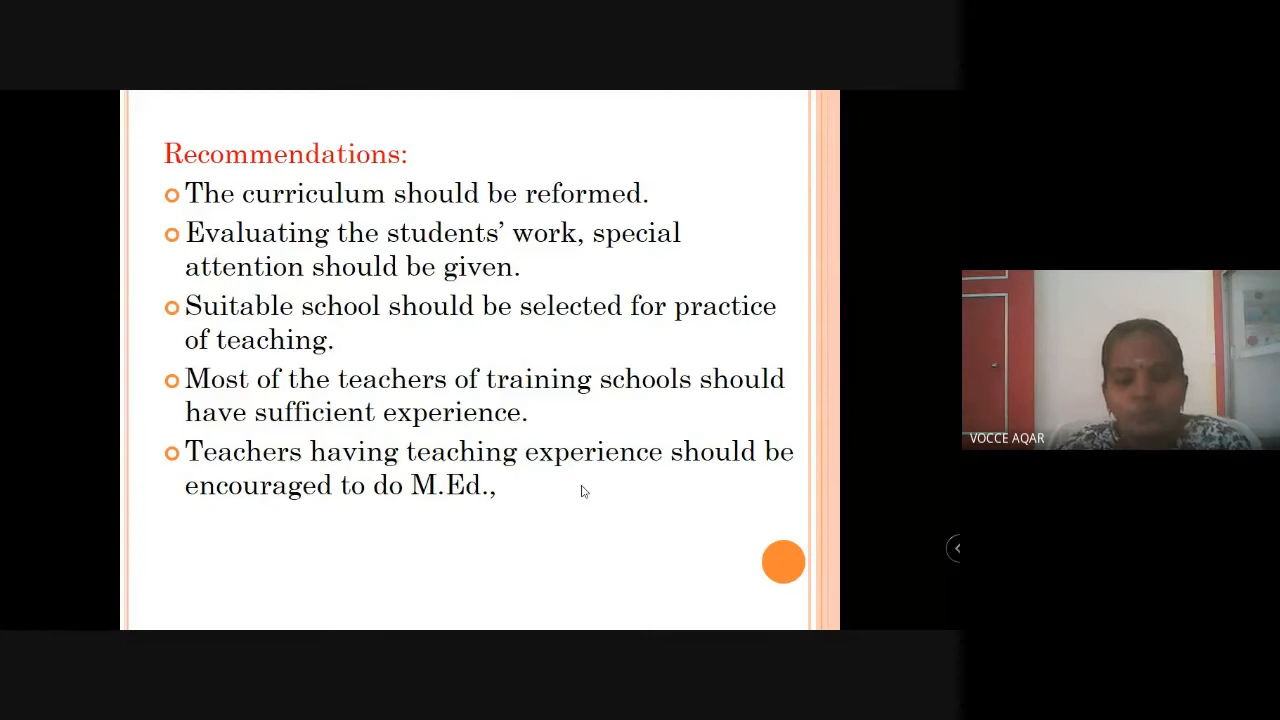 Recommendations:
The curriculum should be reformed.
Evaluating the students’ work, special
attention should be given.
Suitable school should be selected for practice
of teaching.
Most of the teachers of training schools should
have sufficient experience.
Teachers having teaching experience should be
encouraged to do M.Ed.,
VOCCE AQAR